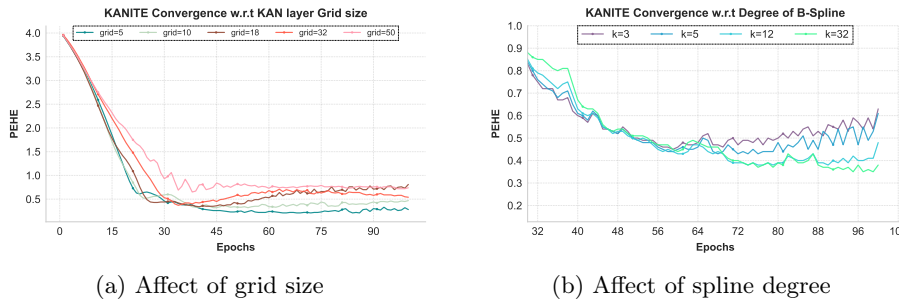 KANITE Convergence w.r.t KAN layer Grid size
grid=5 grid=10 grid=18 grid=32 grid=50
4.0
3.5
3.0
2.5
2.0
1.5
1.0
0.5
PEHE
0 15 30 45 60 75 90
Epochs
(a) Affect of grid size
KANITE Convergence w.r.t Degree of B-Spline
k=3 k=5 k=12 k=32
1.0
0.9
0.8
0.7
0.6
0.5
0.4
0.3
0.2
PEHE
32 40 48 56 64 72 80 88 96 10
Epochs
(b) Affect of spline degree